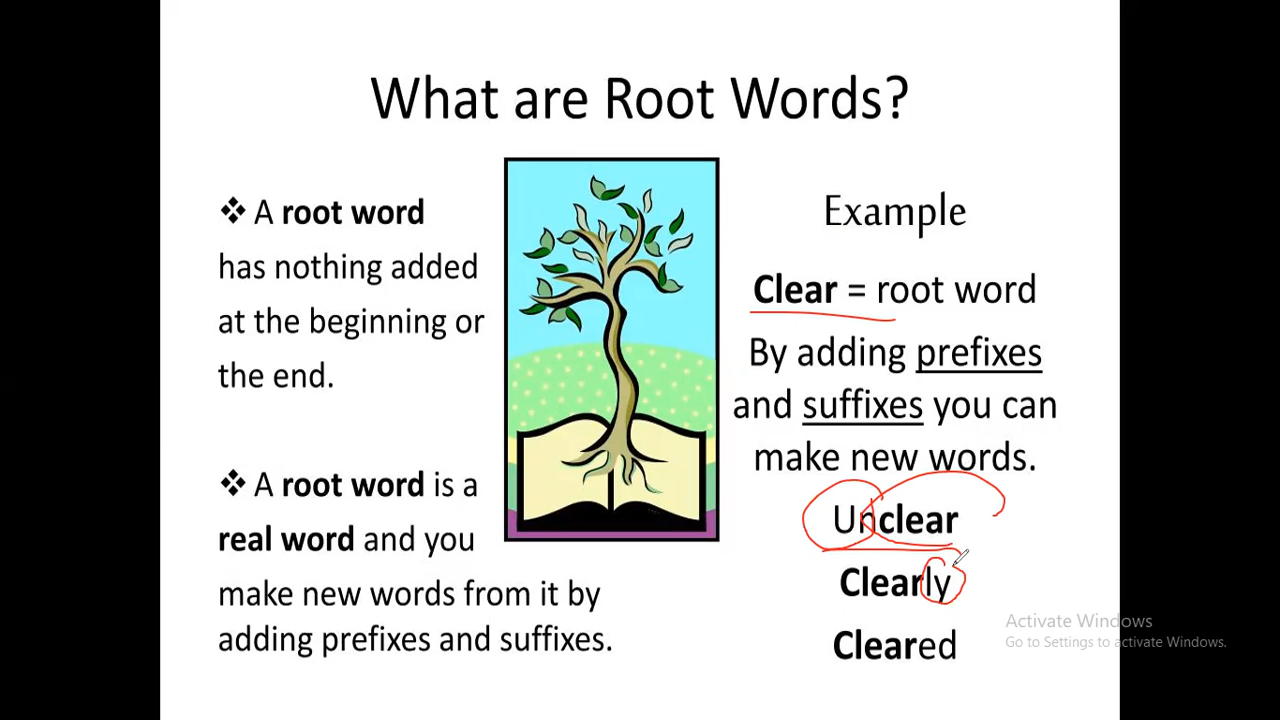 What are Root Words?
❖ A root word
has nothing added
at the beginning or
the end.
❖ A root word is a
real word and you
make new words from it by
adding prefixes and suffixes.
Example
Clear = root word
By adding prefixes
and suffixes you can
make new words.
Unclear
Clearly
Cleared
Activate Windows
Go to Settings to activate Windows.